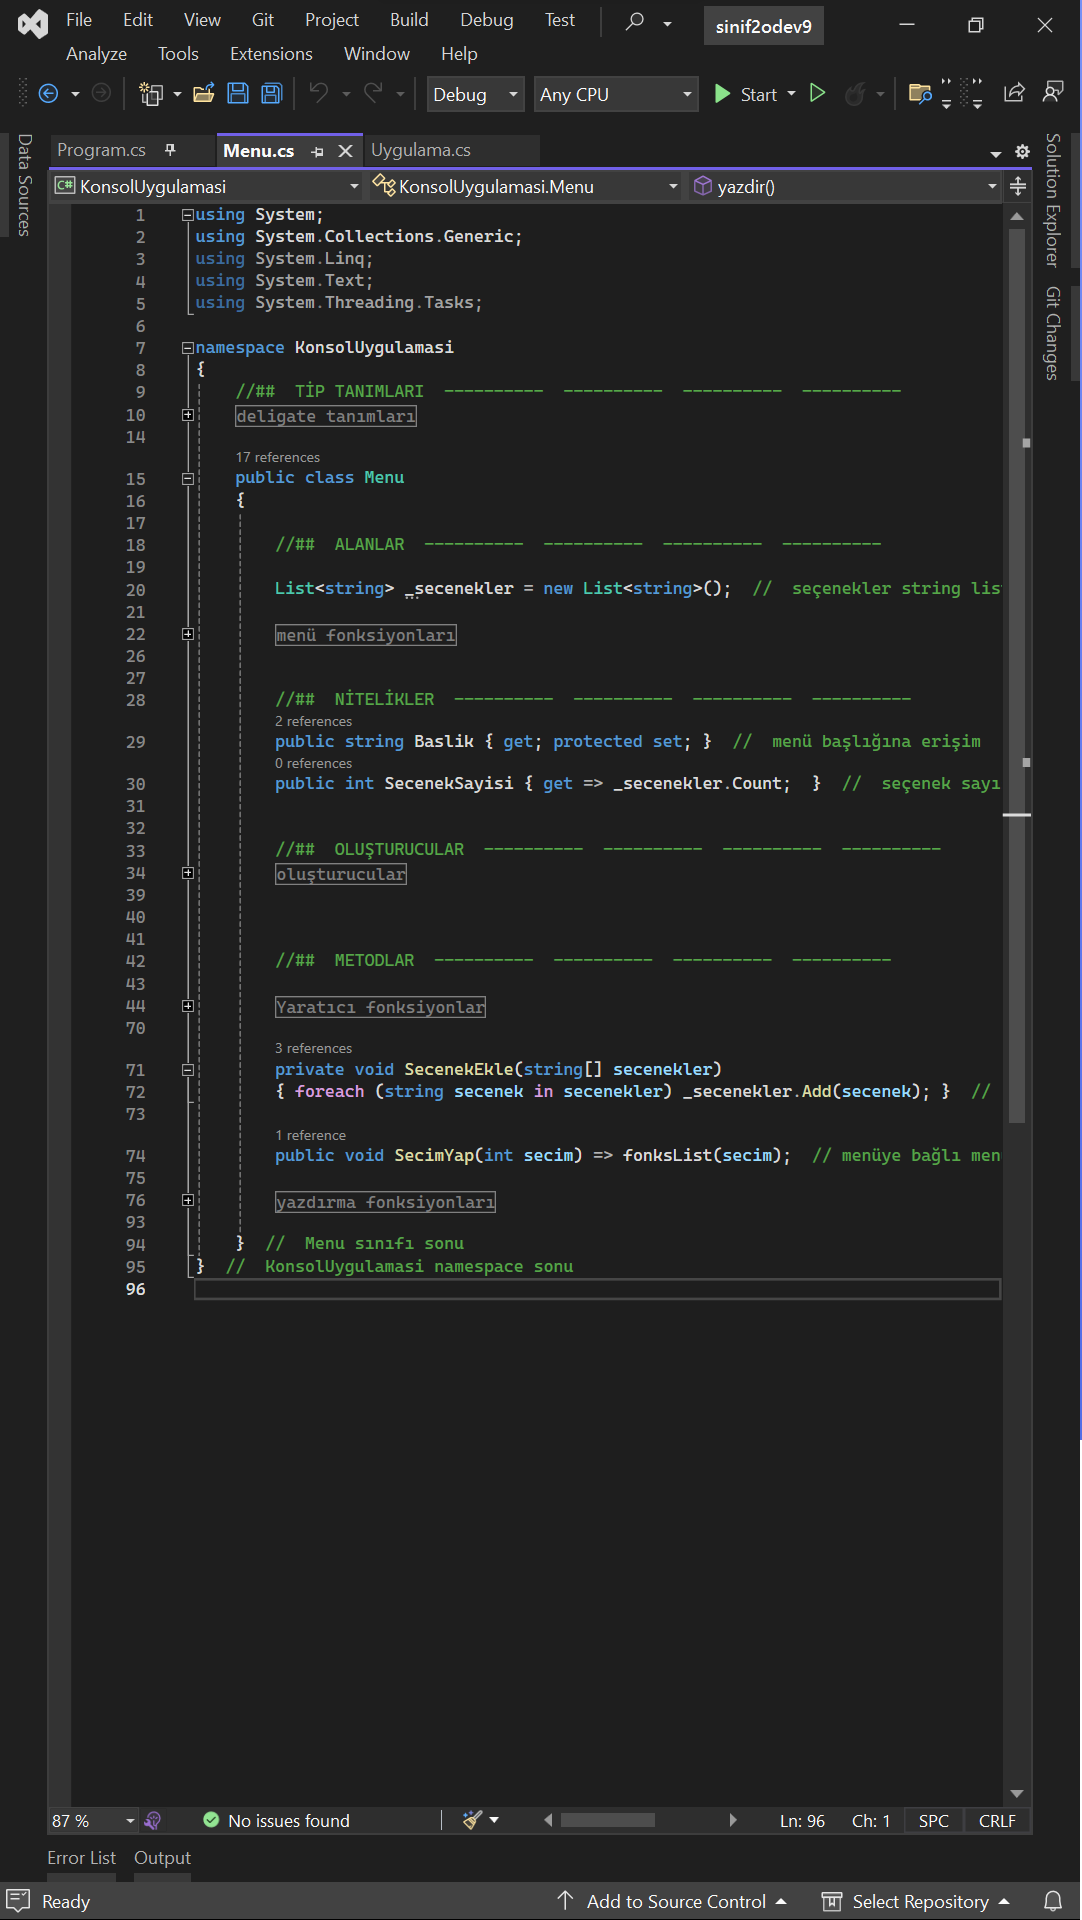 File Edit View Git Project Build Debug Test
sinif2odev9
Analyze Tools Extensions Window Help
Debug Any CPU Start
Data Sources
Program.cs Menu.cs Uygulama.cs
Solution Explorer
Git Changes
C# KonsolUygulamasi KonsolUygulamasi.Menu yazdir()
1 using System;
2 using System.Collections.Generic;
3 using System.Linq;
4 using System.Text;
5 using System.Threading.Tasks;
6
7 namespace KonsolUygulamasi
8 {
9 //## TİP TANIMLARI ---------- ---------- ---------- ----------
10 deligate tanımları
14
17 references
15 public class Menu
16 {
17
18 //## ALANLAR ---------- ---------- ---------- ----------
19
20 List<string> _secenekler = new List<string>(); // seçenekler string lis
21
22 menü fonksiyonları
26
27
28 //## NİTELİKLER ---------- ---------- ---------- ----------
2 references
29 public string Baslik { get; protected set; } // menü başlığına erişim
0 references
30 public int SecenekSayisi { get => _secenekler.Count; } // seçenek sayı
31
32
33 //## OLUŞTURUCULAR ---------- ---------- ---------- ----------
34 oluşturucular
39
40
41
42 //## METODLAR ---------- ---------- ---------- ----------
43
44 Yaratıcı fonksiyonlar
70
3 references
71 private void SecenekEkle(string[] secenekler)
72 { foreach (string secenek in secenekler) _secenekler.Add(secenek); } //
73
1 reference
74 public void SecimYap(int secim) => fonksList(secim); // menüye bağlı men
75
76 yazdırma fonksiyonları
93
94 } // Menu sınıfı sonu
95 } // KonsolUygulamasi namespace sonu
96
87 % No issues found Ln: 96 Ch: 1 SPC CRLF
Error List Output
Ready Add to Source Control Select Repository